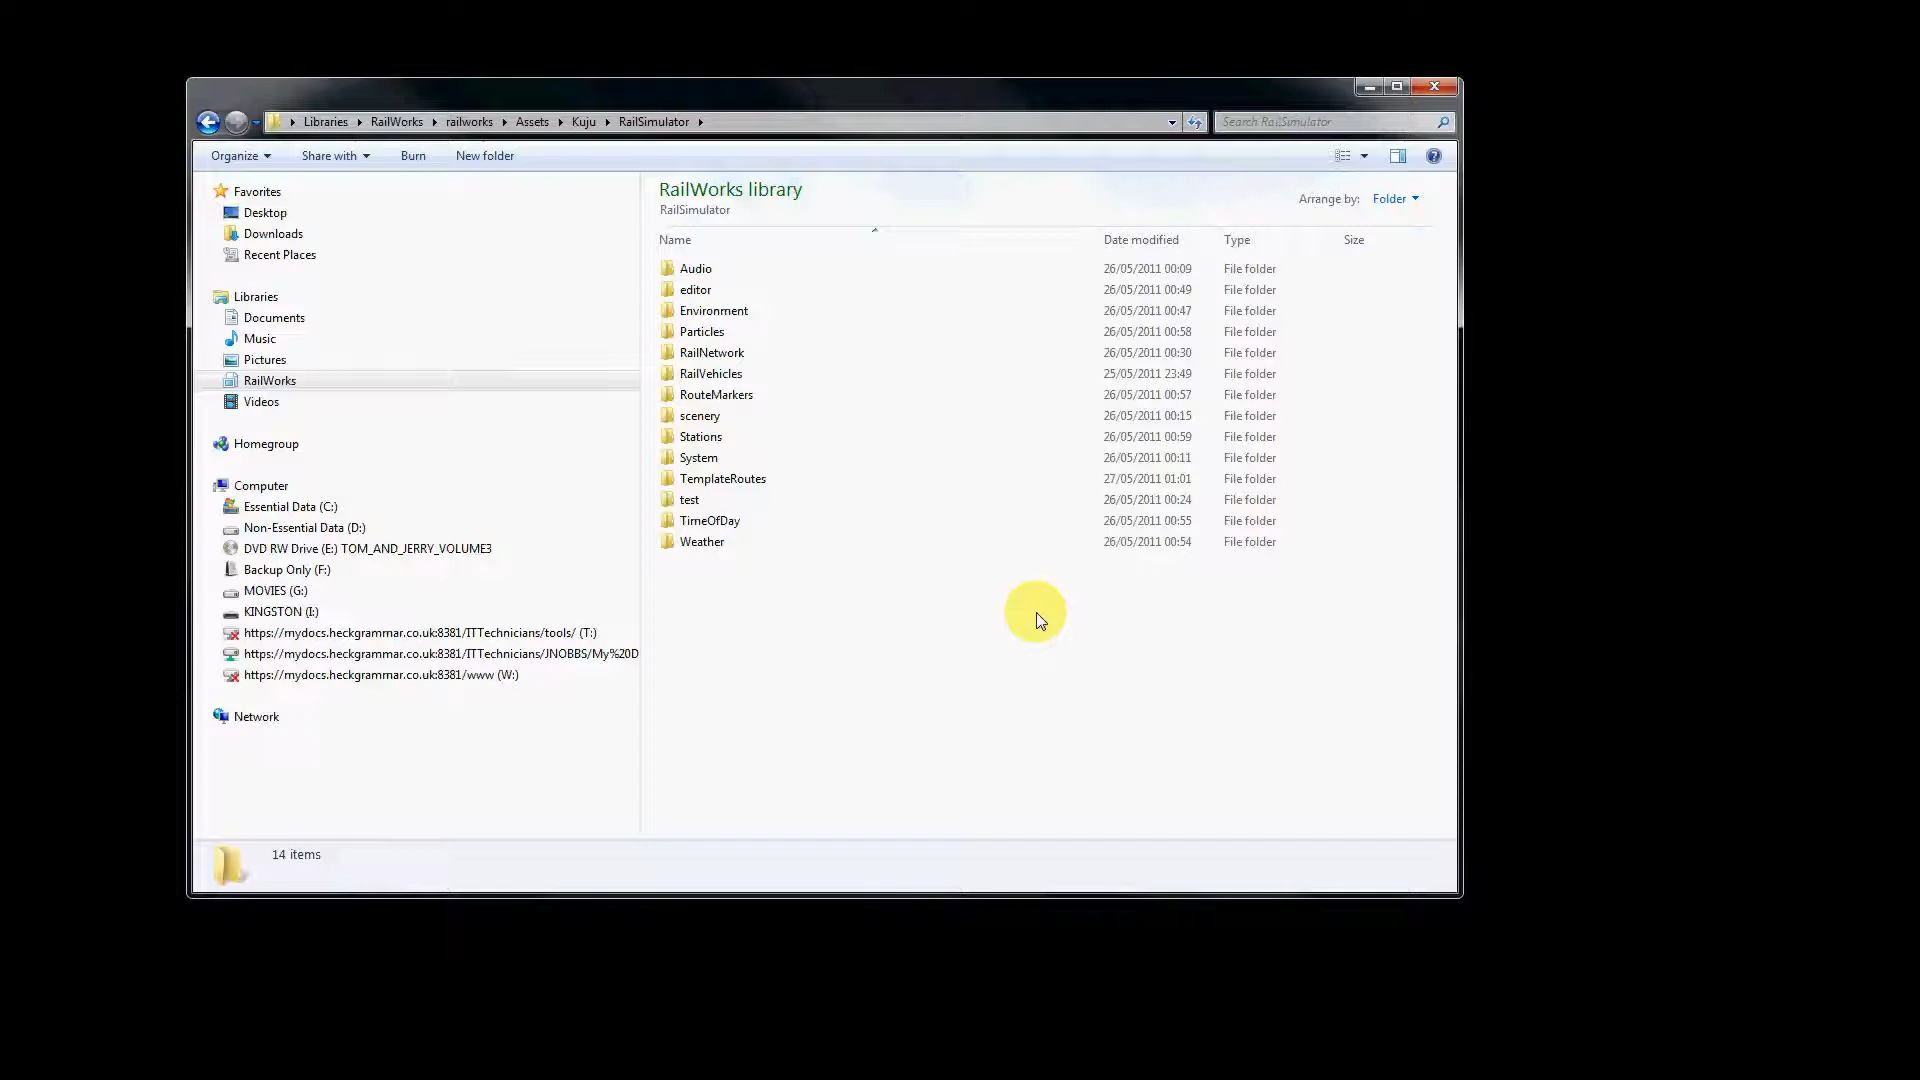 Libraries RailWorks railworks Assets Kuju RailSimulator
Search RailSimulator
Organize Share with Burn New folder
Favorites
Desktop
Downloads
Recent Places
Libraries
Documents
Music
Pictures
RailWorks
Videos
Homegroup
Computer
Essential Data (C:)
Non-Essential Data (D:)
DVD RW Drive (E:) TOM_AND_JERRY_VOLUME3
Backup Only (F:)
MOVIES (G:)
KINGSTON (I:)
https://mydocs.heckgrammar.co.uk:8381/ITTechnicians/tools/ (T:)
https://mydocs.heckgrammar.co.uk:8381/ITTechnicians/JNOBBS/My%20D
https://mydocs.heckgrammar.co.uk:8381/www (W:)
Network
RailWorks library
RailSimulator
Arrange by: Folder
Name Date modified Type Size
Audio 26/05/2011 00:09 File folder
editor 26/05/2011 00:49 File folder
Environment 26/05/2011 00:47 File folder
Particles 26/05/2011 00:58 File folder
RailNetwork 26/05/2011 00:30 File folder
RailVehicles 25/05/2011 23:49 File folder
RouteMarkers 26/05/2011 00:57 File folder
scenery 26/05/2011 00:15 File folder
Stations 26/05/2011 00:59 File folder
System 26/05/2011 00:11 File folder
TemplateRoutes 27/05/2011 01:01 File folder
test 26/05/2011 00:24 File folder
TimeOfDay 26/05/2011 00:55 File folder
Weather 26/05/2011 00:54 File folder
14 items